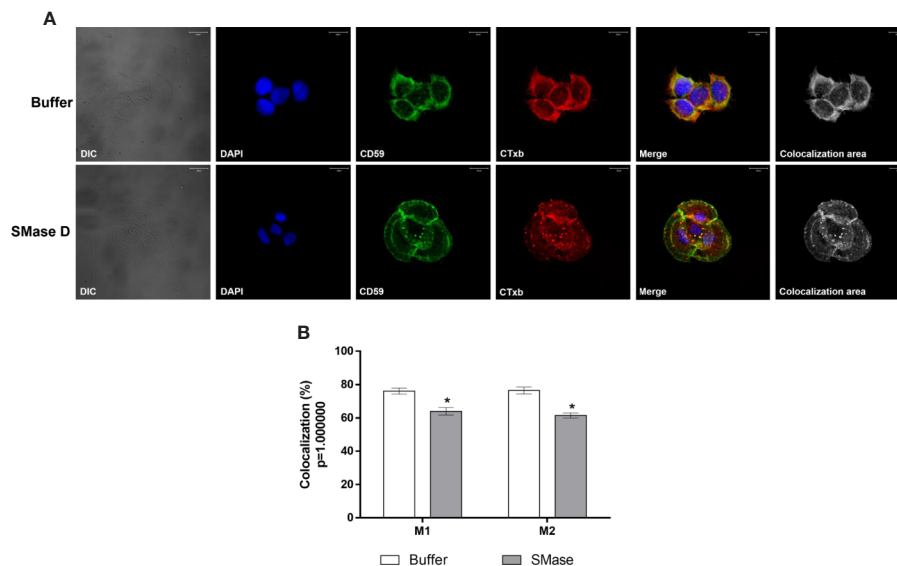 A
Buffer
DIC
DAPI
CD59
CTxb
Merge
Colocalization area
SMase D
DIC
DAPI
CD59
CTxb
Merge
Colocalization area
B
Colocalization (%)
p=1.000000
100
80
60
40
20
0
*
*
M1
M2
Buffer
SMase